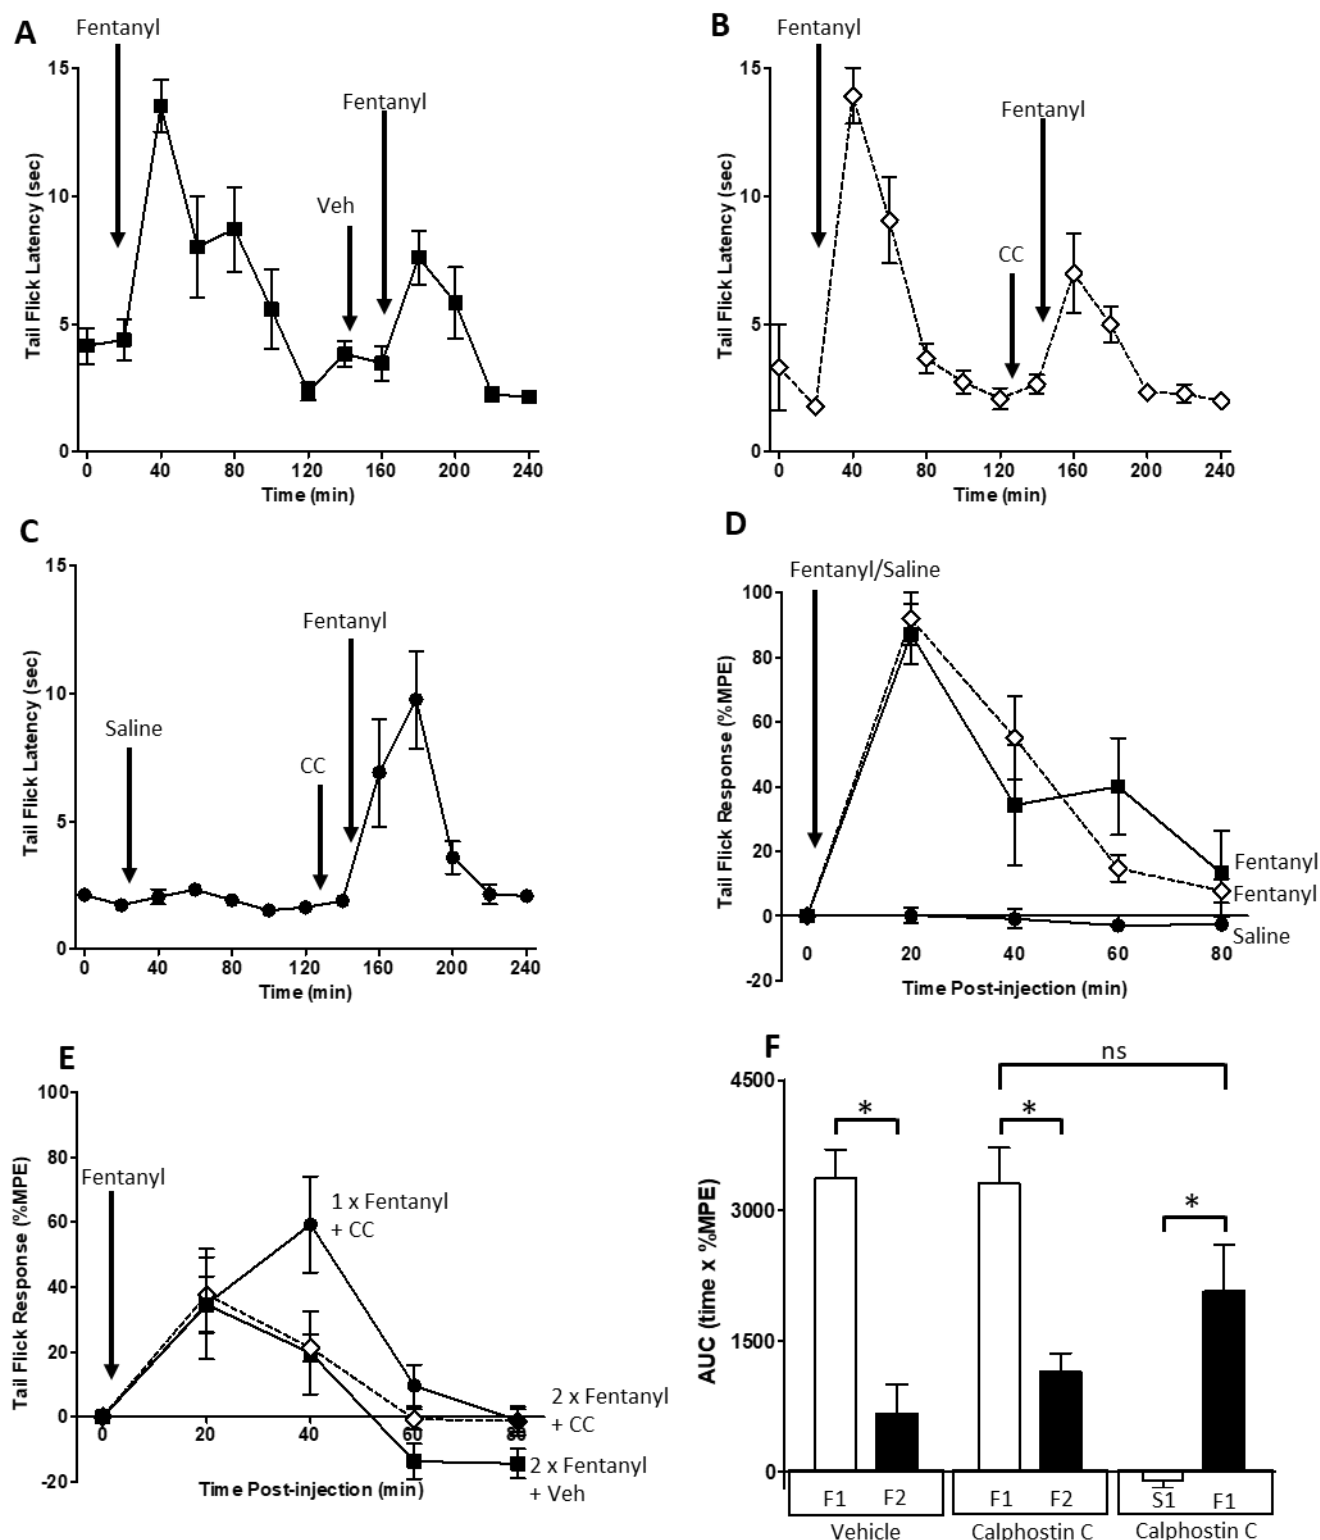 A
Fentanyl
15
10
5
0
Tail Flick Latency (sec)
Fentanyl
Veh
0 40 80 120 160 200 240
Time (min)
B
Fentanyl
15
10
5
0
Tail Flick Latency (sec)
Fentanyl
CC
0 40 80 120 160 200 240
Time (min)
C
15
10
5
0
Tail Flick Latency (sec)
Saline
CC
Fentanyl
0 40 80 120 160 200 240
Time (min)
D
Fentanyl/Saline
100
80
60
40
20
0
-20
Tail Flick Response (%MPE)
Fentanyl
Fentanyl
Saline
0 20 40 60 80
Time Post-injection (min)
E
100
80
60
40
20
0
-20
Tail Flick Response (%MPE)
Fentanyl
1 x Fentanyl
+ CC
2 x Fentanyl
+ CC
2 x Fentanyl
+ Veh
0 20 40 60 80
Time Post-injection (min)
F
4500
3000
1500
0
AUC (time x %MPE)
ns
* * *
F1 F2 F1 F2 S1 F1
Vehicle Calphostin C Calphostin C